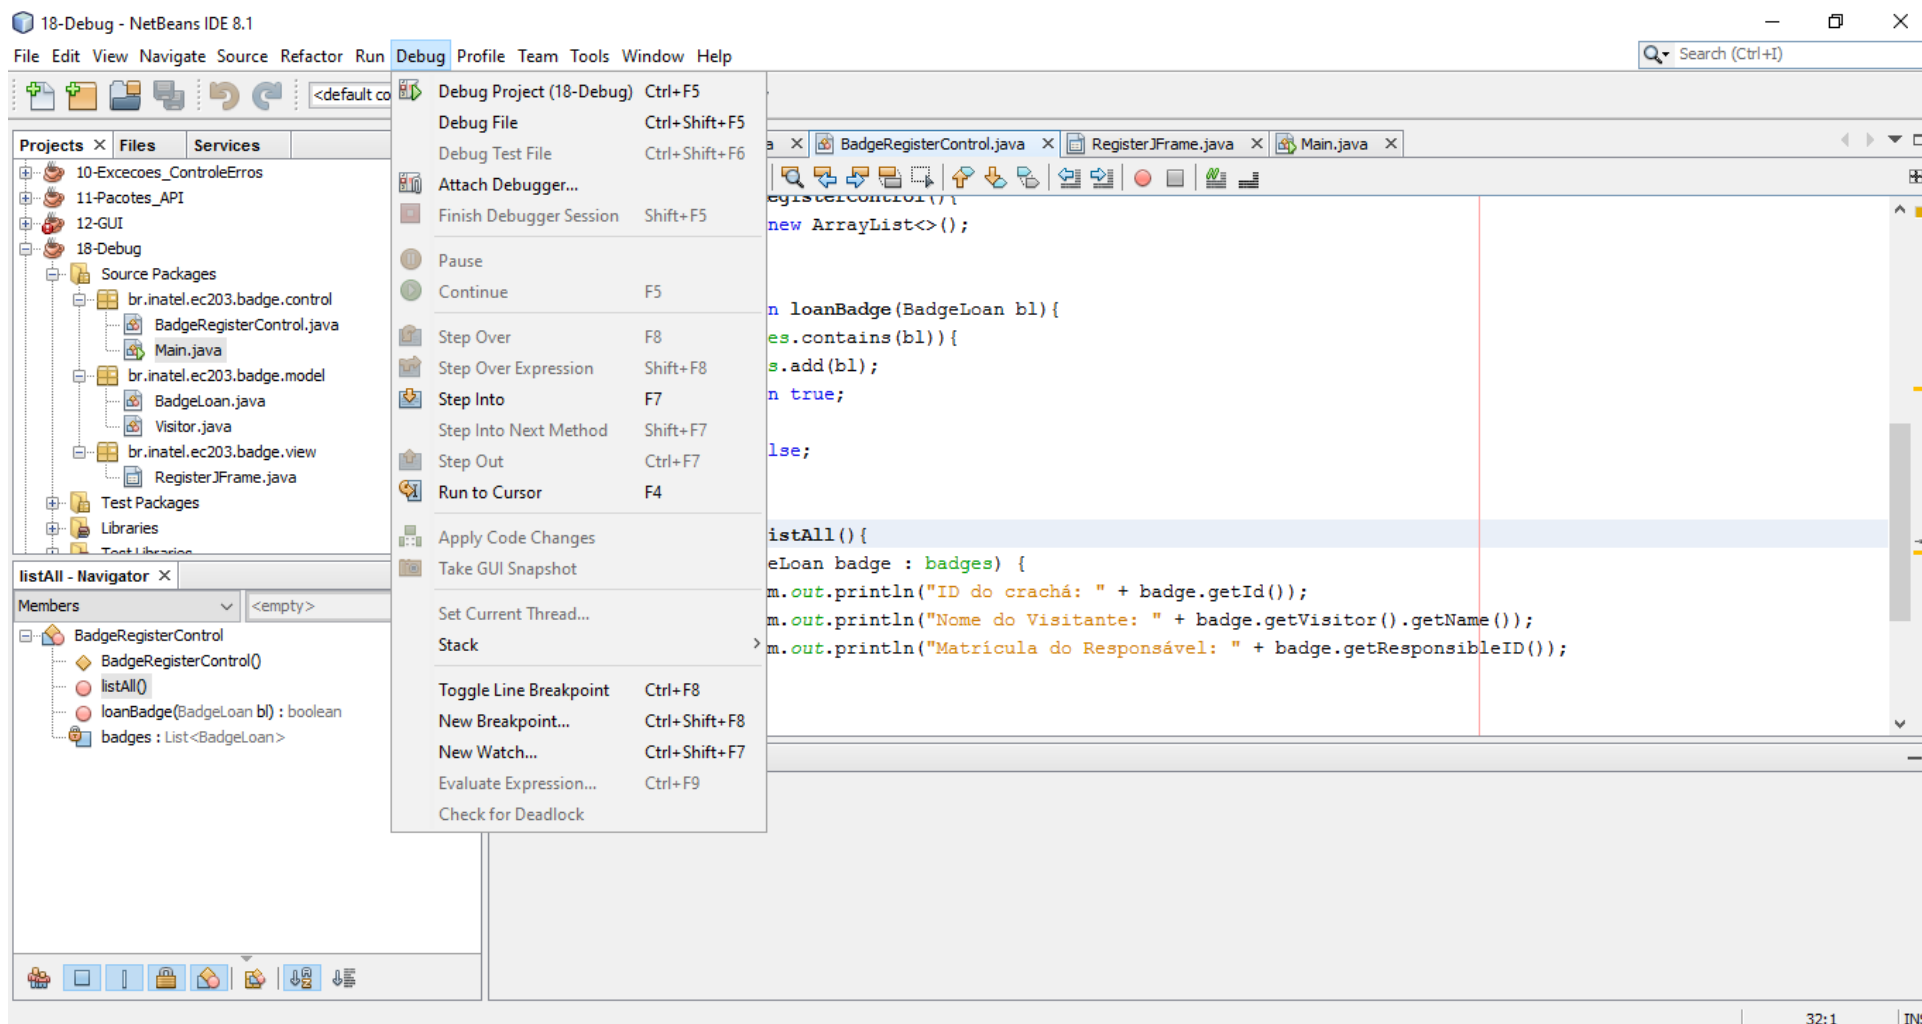 18-Debug - NetBeans IDE 8.1
File Edit View Navigate Source Refactor Run Debug Profile Team Tools Window Help
Search (Ctrl+I)
<default co
Projects Files Services
10-Excecoes_ControleErros
11-Pacotes_API
12-GUI
18-Debug
Source Packages
br.inatel.ec203.badge.control
BadgeRegisterControl.java
Main.java
br.inatel.ec203.badge.model
BadgeLoan.java
Visitor.java
br.inatel.ec203.badge.view
RegisterJFrame.java
Test Packages
Libraries
Test Libraries
listAll - Navigator
Members
<empty>
BadgeRegisterControl
BadgeRegisterControl()
listAll()
loanBadge(BadgeLoan bl) : boolean
badges : List<BadgeLoan>
Debug Project (18-Debug) Ctrl+F5
Debug File Ctrl+Shift+F5
Debug Test File Ctrl+Shift+F6
Attach Debugger...
Finish Debugger Session Shift+F5
Pause
Continue F5
Step Over F8
Step Over Expression Shift+F8
Step Into F7
Step Into Next Method Shift+F7
Step Out Ctrl+F7
Run to Cursor F4
Apply Code Changes
Take GUI Snapshot
Set Current Thread...
Stack
Toggle Line Breakpoint Ctrl+F8
New Breakpoint... Ctrl+Shift+F8
New Watch... Ctrl+Shift+F7
Evaluate Expression... Ctrl+F9
Check for Deadlock
a BadgeRegisterControl.java RegisterJFrame.java Main.java
egisterControl(){
new ArrayList<>();
n loanBadge(BadgeLoan bl){
es.contains(bl)){
s.add(bl);
n true;
lse;
istAll(){
eLoan badge : badges) {
m.out.println("ID do crachá: " + badge.getId());
m.out.println("Nome do Visitante: " + badge.getVisitor().getName());
m.out.println("Matrícula do Responsável: " + badge.getResponsibleID());
32:1 INS